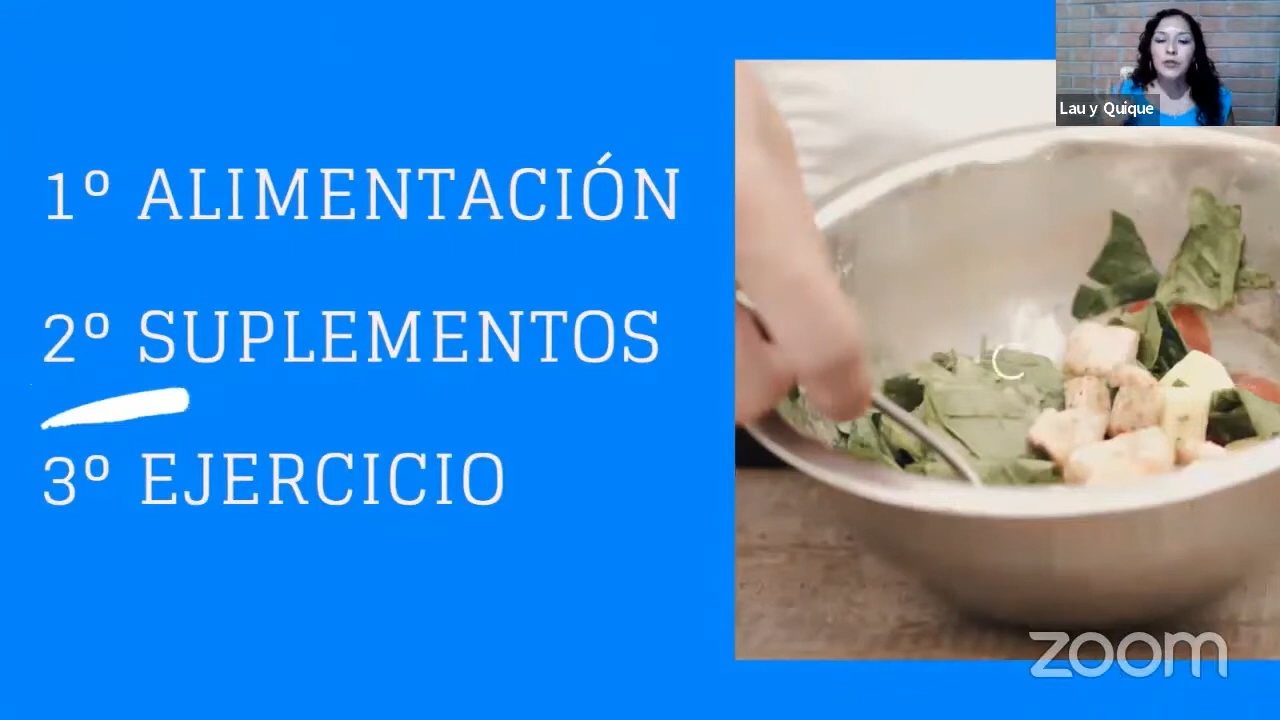 1º ALIMENTACIÓN
2º SUPLEMENTOS
3º EJERCICIO
Lau y Quique
zoom